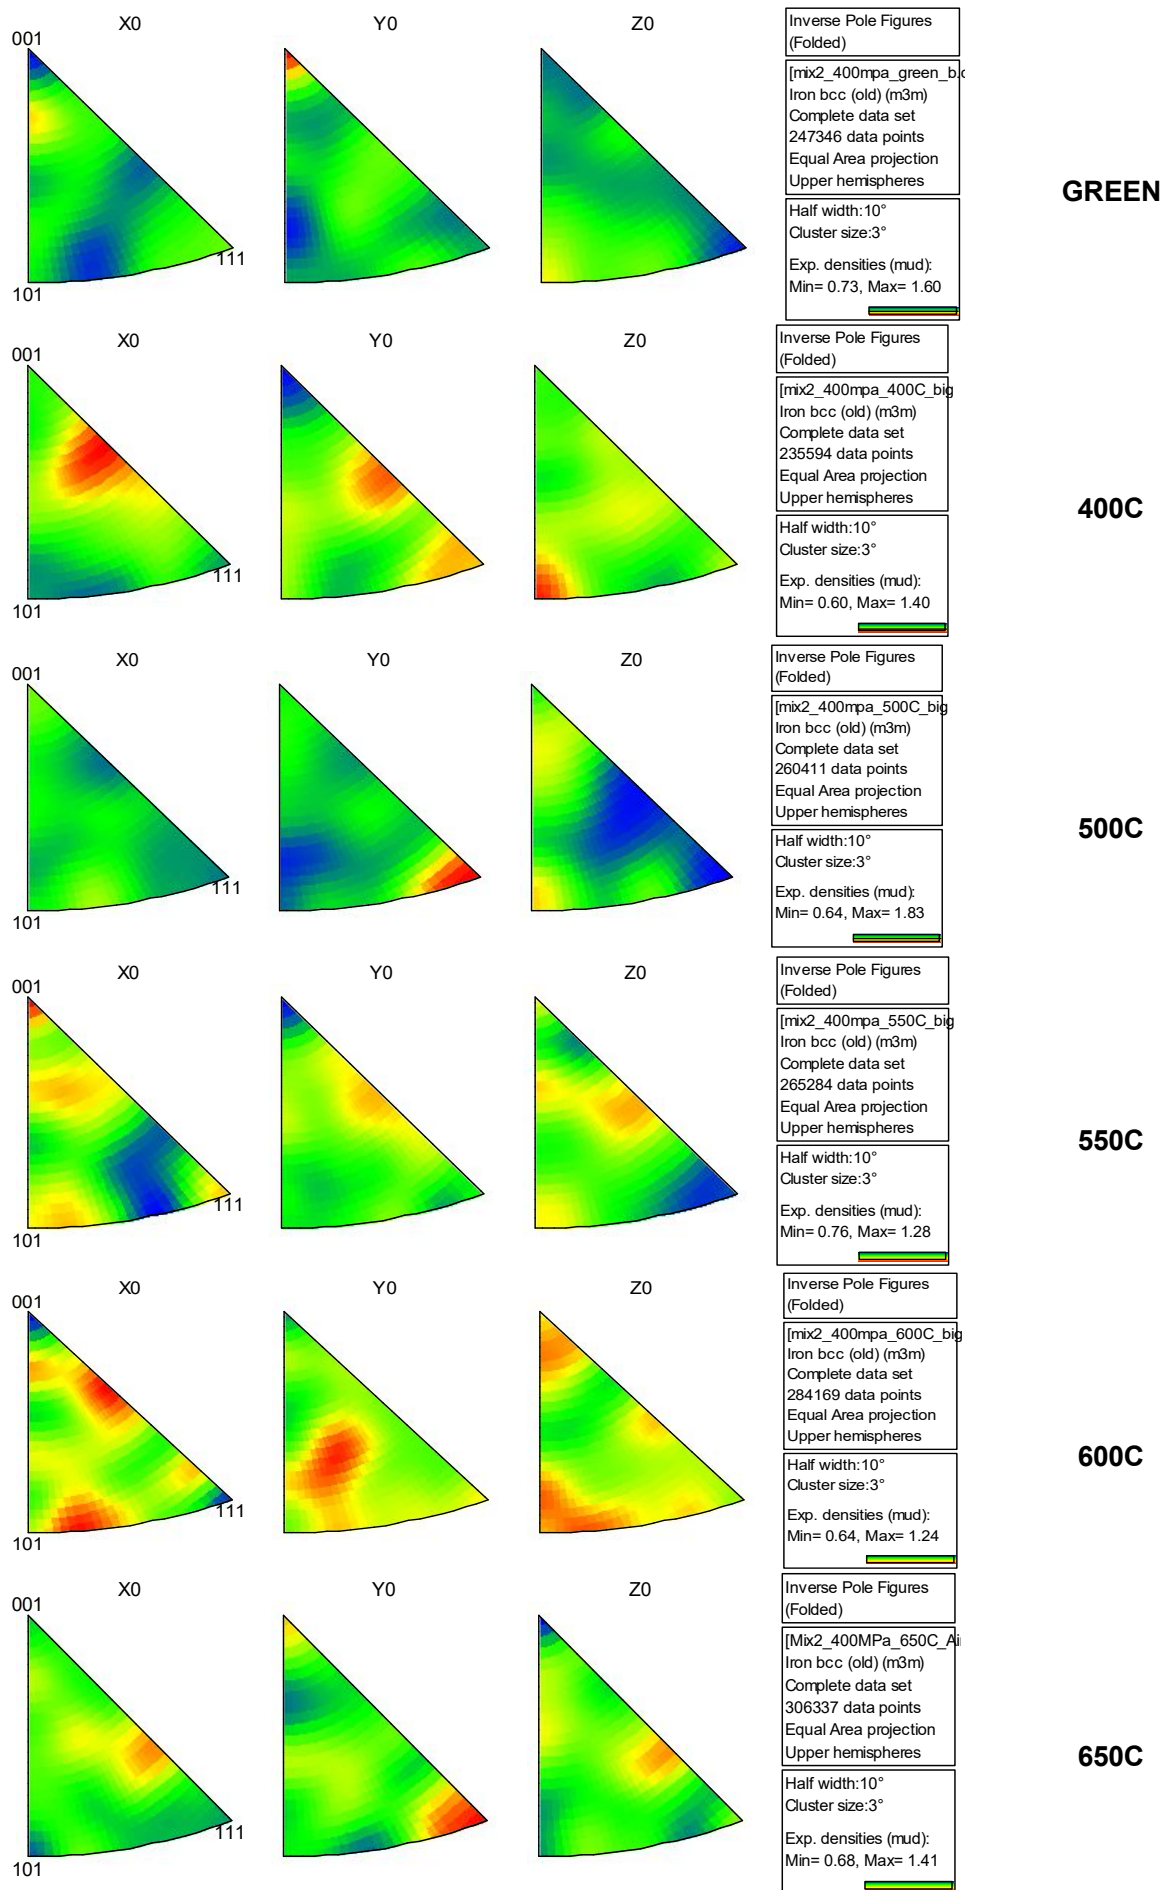 X0 Y0 Z0
001
111
101
Inverse Pole Figures
(Folded)
[mix2_400mpa_green_b.
Iron bcc (old) (m3m)
Complete data set
247346 data points
Equal Area projection
Upper hemispheres
Half width:10°
Cluster size:3°
Exp. densities (mud):
Min= 0.73, Max= 1.60
GREEN
X0 Y0 Z0
001
111
101
Inverse Pole Figures
(Folded)
[mix2_400mpa_400C_big
Iron bcc (old) (m3m)
Complete data set
235594 data points
Equal Area projection
Upper hemispheres
Half width:10°
Cluster size:3°
Exp. densities (mud):
Min= 0.60, Max= 1.40
400C
X0 Y0 Z0
001
111
101
Inverse Pole Figures
(Folded)
[mix2_400mpa_500C_big
Iron bcc (old) (m3m)
Complete data set
260411 data points
Equal Area projection
Upper hemispheres
Half width:10°
Cluster size:3°
Exp. densities (mud):
Min= 0.64, Max= 1.83
500C
X0 Y0 Z0
001
111
101
Inverse Pole Figures
(Folded)
[mix2_400mpa_550C_big
Iron bcc (old) (m3m)
Complete data set
265284 data points
Equal Area projection
Upper hemispheres
Half width:10°
Cluster size:3°
Exp. densities (mud):
Min= 0.76, Max= 1.28
550C
X0 Y0 Z0
001
111
101
Inverse Pole Figures
(Folded)
[mix2_400mpa_600C_big
Iron bcc (old) (m3m)
Complete data set
284169 data points
Equal Area projection
Upper hemispheres
Half width:10°
Cluster size:3°
Exp. densities (mud):
Min= 0.64, Max= 1.24
600C
X0 Y0 Z0
001
111
101
Inverse Pole Figures
(Folded)
[Mix2_400MPa_650C_Ai
Iron bcc (old) (m3m)
Complete data set
306337 data points
Equal Area projection
Upper hemispheres
Half width:10°
Cluster size:3°
Exp. densities (mud):
Min= 0.68, Max= 1.41
650C